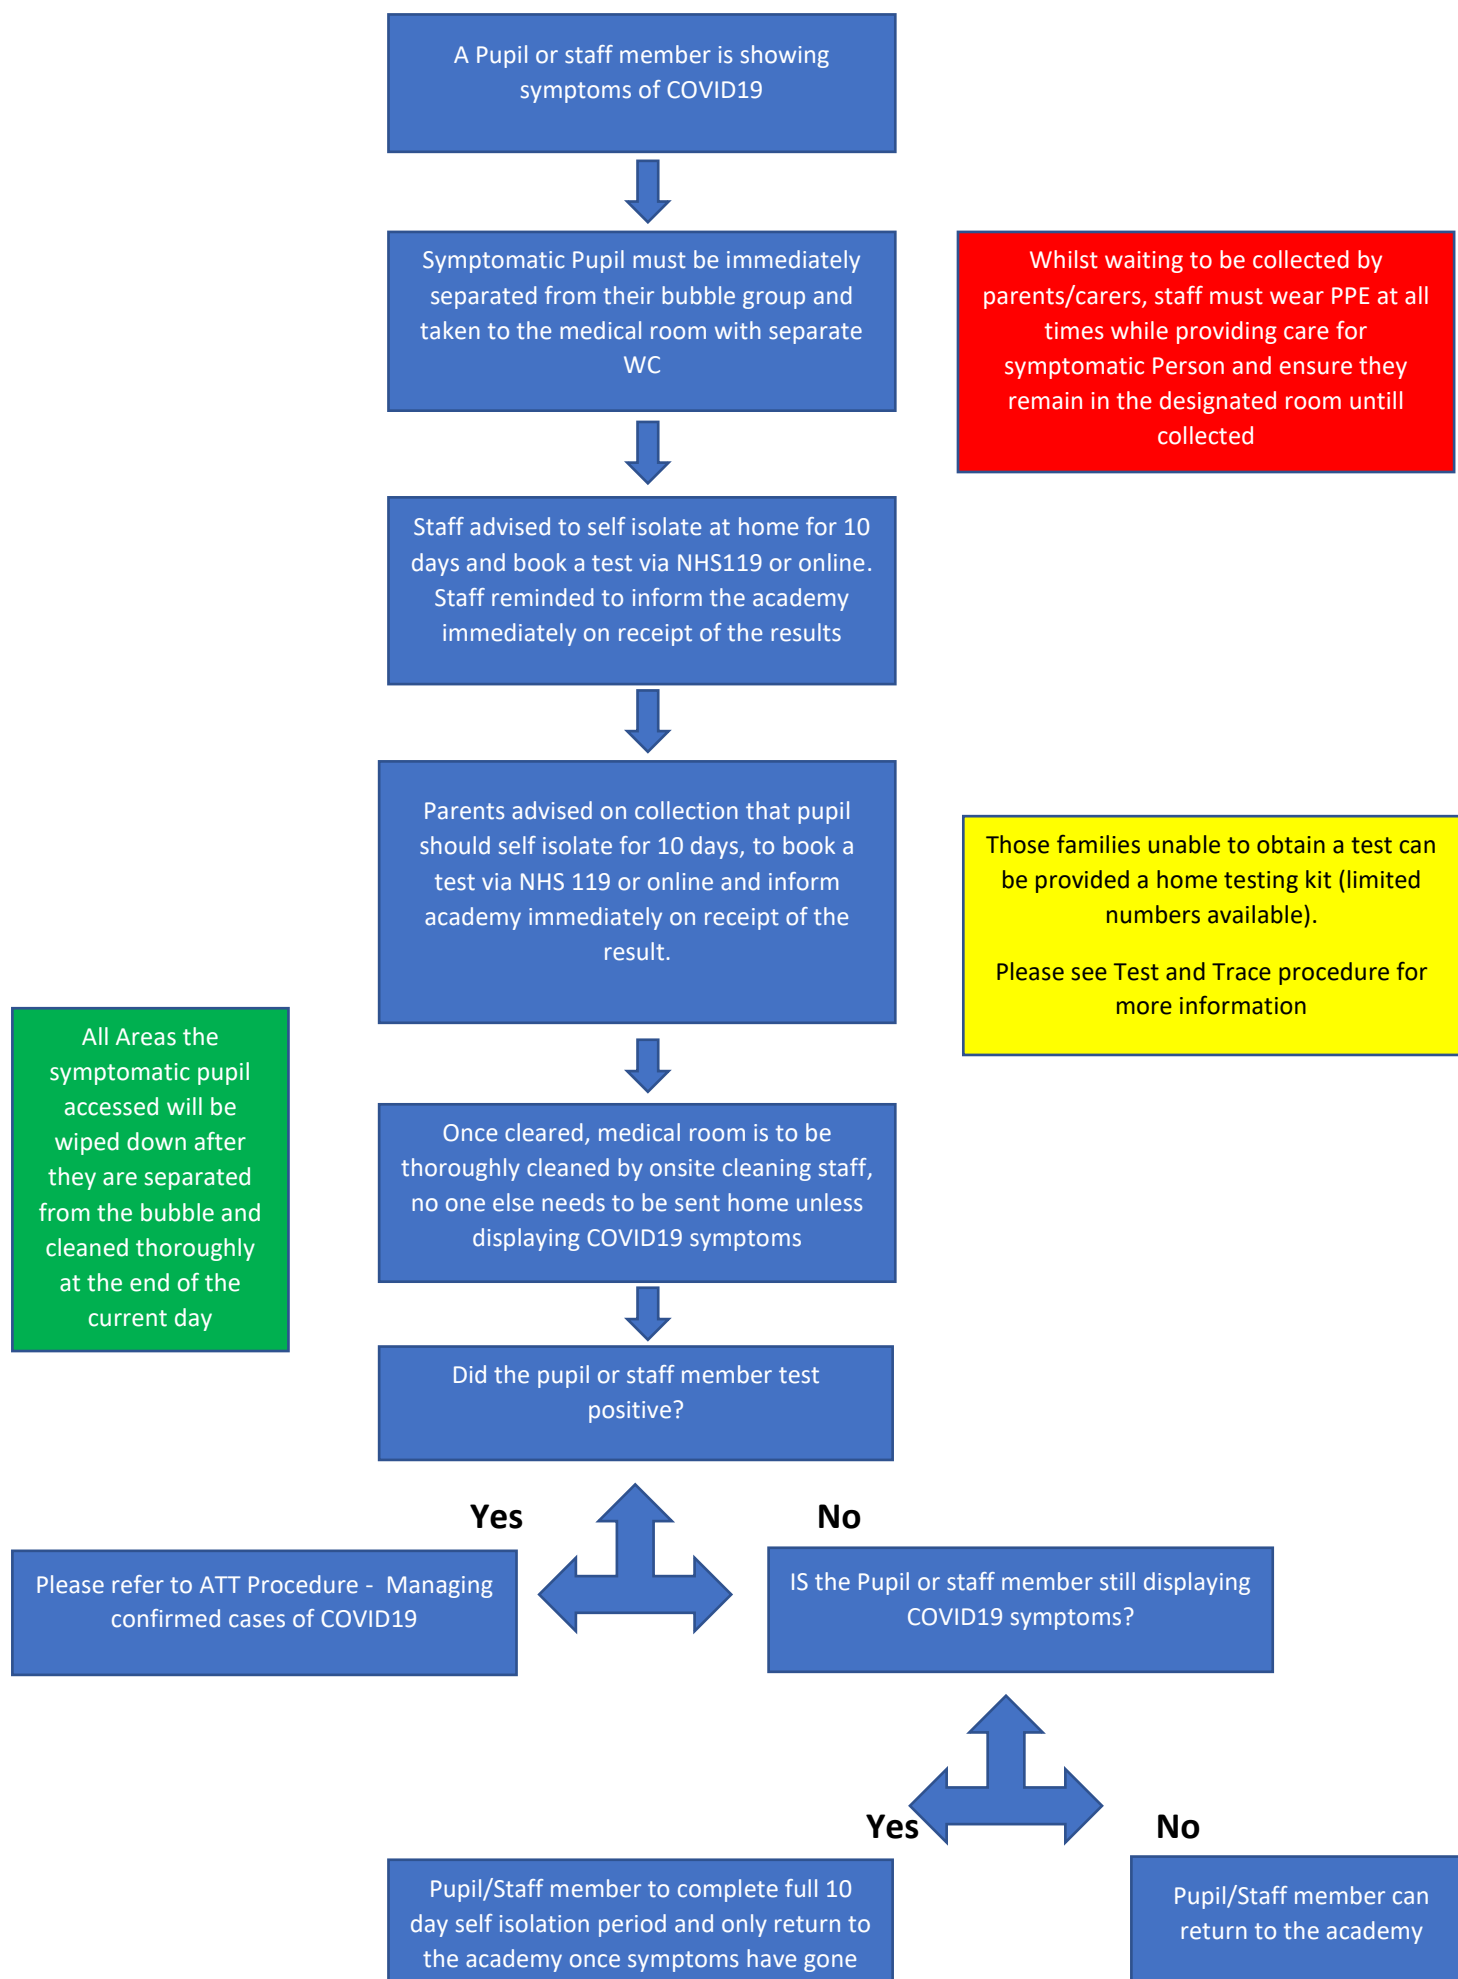 A Pupil or staff member is showing
symptoms of COVID19
Symptomatic Pupil must be immediately
separated from their bubble group and
taken to the medical room with separate
WC
Whilst waiting to be collected by
parents/carers, staff must wear PPE at all
times while providing care for
symptomatic Person and ensure they
remain in the designated room untill
collected
Staff advised to self isolate at home for 10
days and book a test via NHS119 or online.
Staff reminded to inform the academy
immediately on receipt of the results
Parents advised on collection that pupil
should self isolate for 10 days, to book a
test via NHS 119 or online and inform
academy immediately on receipt of the
result.
Those families unable to obtain a test can
be provided a home testing kit (limited
numbers available).
Please see Test and Trace procedure for
more information
All Areas the
symptomatic pupil
accessed will be
wiped down after
they are separated
from the bubble and
cleaned thoroughly
at the end of the
current day
Once cleared, medical room is to be
thoroughly cleaned by onsite cleaning staff,
no one else needs to be sent home unless
displaying COVID19 symptoms
Did the pupil or staff member test
positive?
Yes
No
Please refer to ATT Procedure -  Managing
confirmed cases of COVID19
IS the Pupil or staff member still displaying
COVID19 symptoms?
Yes
No
Pupil/Staff member to complete full 10
day self isolation period and only return to
the academy once symptoms have gone
Pupil/Staff member can
return to the academy